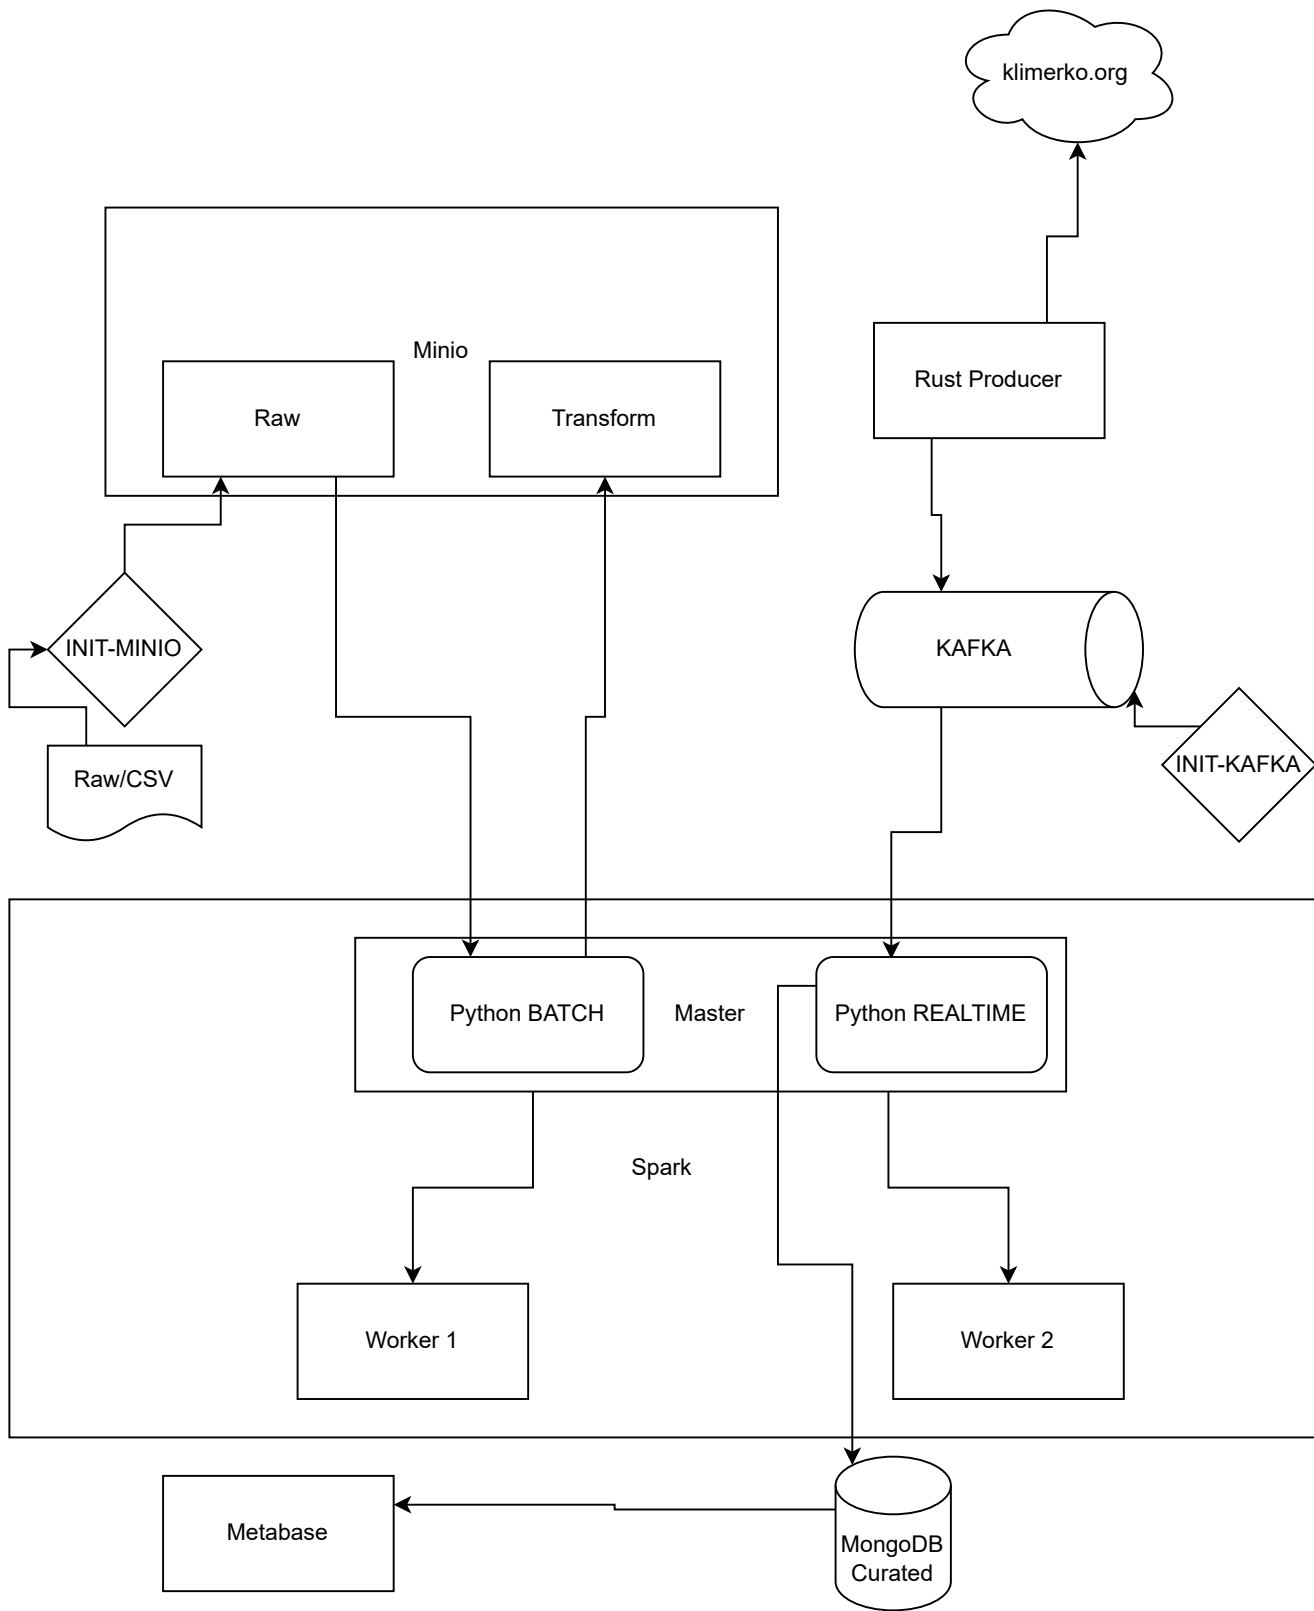 klimerko.org
Minio
Raw
Transform
Rust Producer
INIT-MINIO
KAFKA
Raw/CSV
INIT-KAFKA
Python BATCH
Master
Python REALTIME
Spark
Worker 1
Worker 2
Metabase
MongoDB
Curated